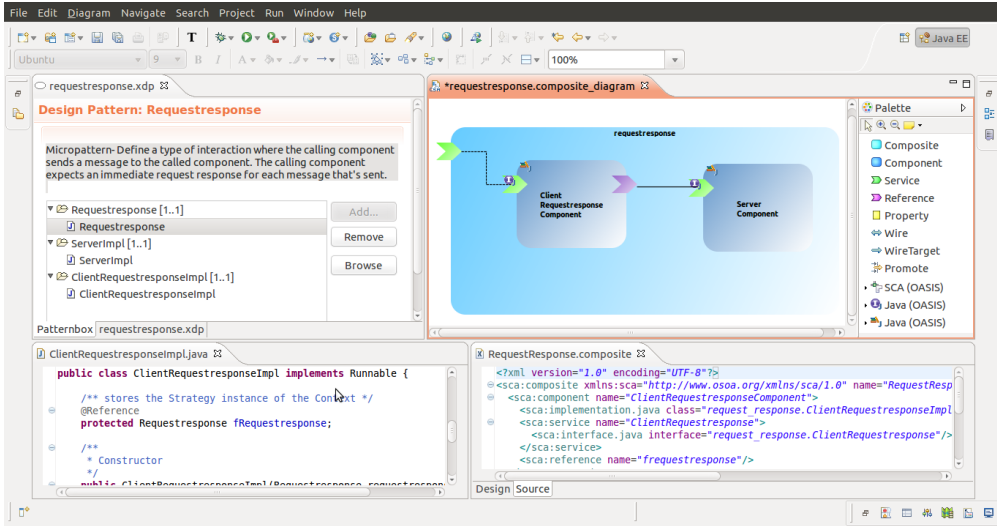 File Edit Diagram Navigate Search Project Run Window Help
T
Java EE
Ubuntu 9 B I A 100%
requestresponse.xdp
Design Pattern: Requestresponse
Micropattern- Define a type of interaction where the calling component
sends a message to the called component. The calling component
expects an immediate request response for each message that's sent.
Requestresponse [1..1]
Requestresponse
ServerImpl [1..1]
ServerImpl
ClientRequestresponseImpl [1..1]
ClientRequestresponseImpl
Add...
Remove
Browse
Patternbox requestresponse.xdp
*requestresponse.composite_diagram
requestresponse
Client
Requestresponse
Component
Server
Component
Palette
Composite
Component
Service
Reference
Property
Wire
WireTarget
Promote
SCA (OASIS)
Java (OASIS)
Java (OASIS)
ClientRequestresponseImpl.java
public class ClientRequestresponseImpl implements Runnable {
/** stores the Strategy instance of the Context */
@Reference
protected Requestresponse fRequestresponse;
/**
* Constructor
*/
public ClientRequestresponseImpl(Requestresponse requestrespon
RequestResponse.composite
<?xml version="1.0" encoding="UTF-8"?>
<sca:composite xmlns:sca="http://www.osoa.org/xmlns/sca/1.0" name="RequestResp
<sca:component name="ClientRequestresponseComponent">
<sca:implementation.java class="request_response.ClientRequestresponseImpl
<sca:service name="ClientRequestresponse">
<sca:interface.java interface="request_response.ClientRequestresponse"/>
</sca:service>
<sca:reference name="frequestresponse"/>
Design Source